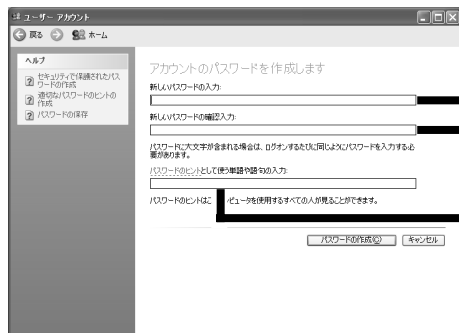 ユーザー アカウント
戻る ホーム
ヘルプ
セキュリティで保護されたパス
ワードの作成
適切なパスワードのヒントの
作成
パスワードの保存
アカウントのパスワードを作成します
新しいパスワードの入力:
新しいパスワードの確認入力:
パスワードに大文字が含まれる場合は、ログオンするたびに同じようにパスワードを入力する必
要があります。
パスワードのヒントとして使う単語や語句の入力:
パスワードのヒントはこ ピュータを使用するすべての人が見ることができます。
パスワードの作成(C) キャンセル